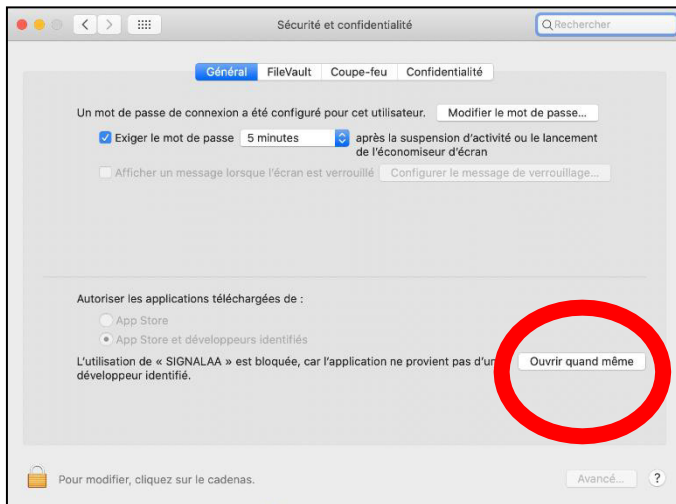 Sécurité et confidentialité
Rechercher
Général FileVault Coupe-feu Confidentialité
Un mot de passe de connexion a été configuré pour cet utilisateur. Modifier le mot de passe...
Exiger le mot de passe 5 minutes après la suspension d'activité ou le lancement
de l'économiseur d'écran
Afficher un message lorsque l'écran est verrouillé Configurer le message de verrouillage...
Autoriser les applications téléchargées de :
App Store
App Store et développeurs identifiés
L'utilisation de « SIGNALAA » est bloquée, car l'application ne provient pas d'un Ouvrir quand même
développeur identifié.
Pour modifier, cliquez sur le cadenas. Avancé... ?